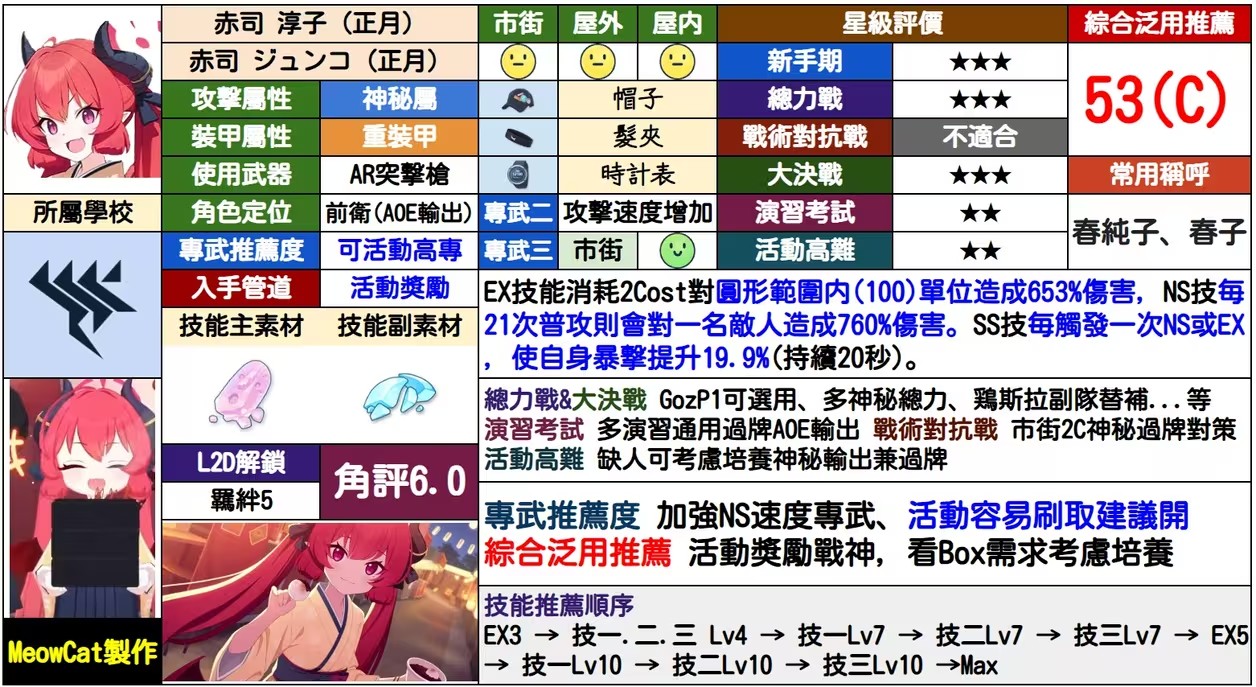 赤司 淳子（正月）
赤司 ジュンコ（正月）
攻擊屬性 神秘屬
裝甲屬性 重裝甲
使用武器 AR突擊槍
所屬學校
角色定位 前衛(AOE輸出)
專武推薦度 可活動高專
入手管道 活動獎勵
技能主素材 技能副素材
L2D解鎖
羈絆5
角評6.0
MeowCat製作
市街 屋外 屋内
帽子
髮夾
時計表
專武二 攻擊速度增加
專武三 市街
星級評價
新手期 ★★★
總力戰 ★★★
戰術對抗戰 不適合
大決戰 ★★★
演習考試 ★★
活動高難 ★★
綜合泛用推薦
53(C)
常用稱呼
春純子、春子
EX技能消耗2Cost對圓形範圍内(100)單位造成653%傷害, NS技每
21次普攻則會對一名敵人造成760%傷害。SS技每觸發一次NS或EX
, 使自身暴擊提升19.9%(持續20秒)。
總力戰&大決戰 GozP1可選用、多神秘總力、鶏斯拉副隊替補...等
演習考試 多演習通用過牌AOE輸出 戰術對抗戰 市街2C神秘過牌對策
活動高難 缺人可考慮培養神秘輸出兼過牌
專武推薦度 加強NS速度專武、活動容易刷取建議開
綜合泛用推薦 活動獎勵戰神, 看Box需求考慮培養
技能推薦順序
EX3 → 技一.二.三 Lv4 → 技一Lv7 → 技二Lv7 → 技三Lv7 → EX5
→ 技一Lv10 → 技二Lv10 → 技三Lv10 →Max